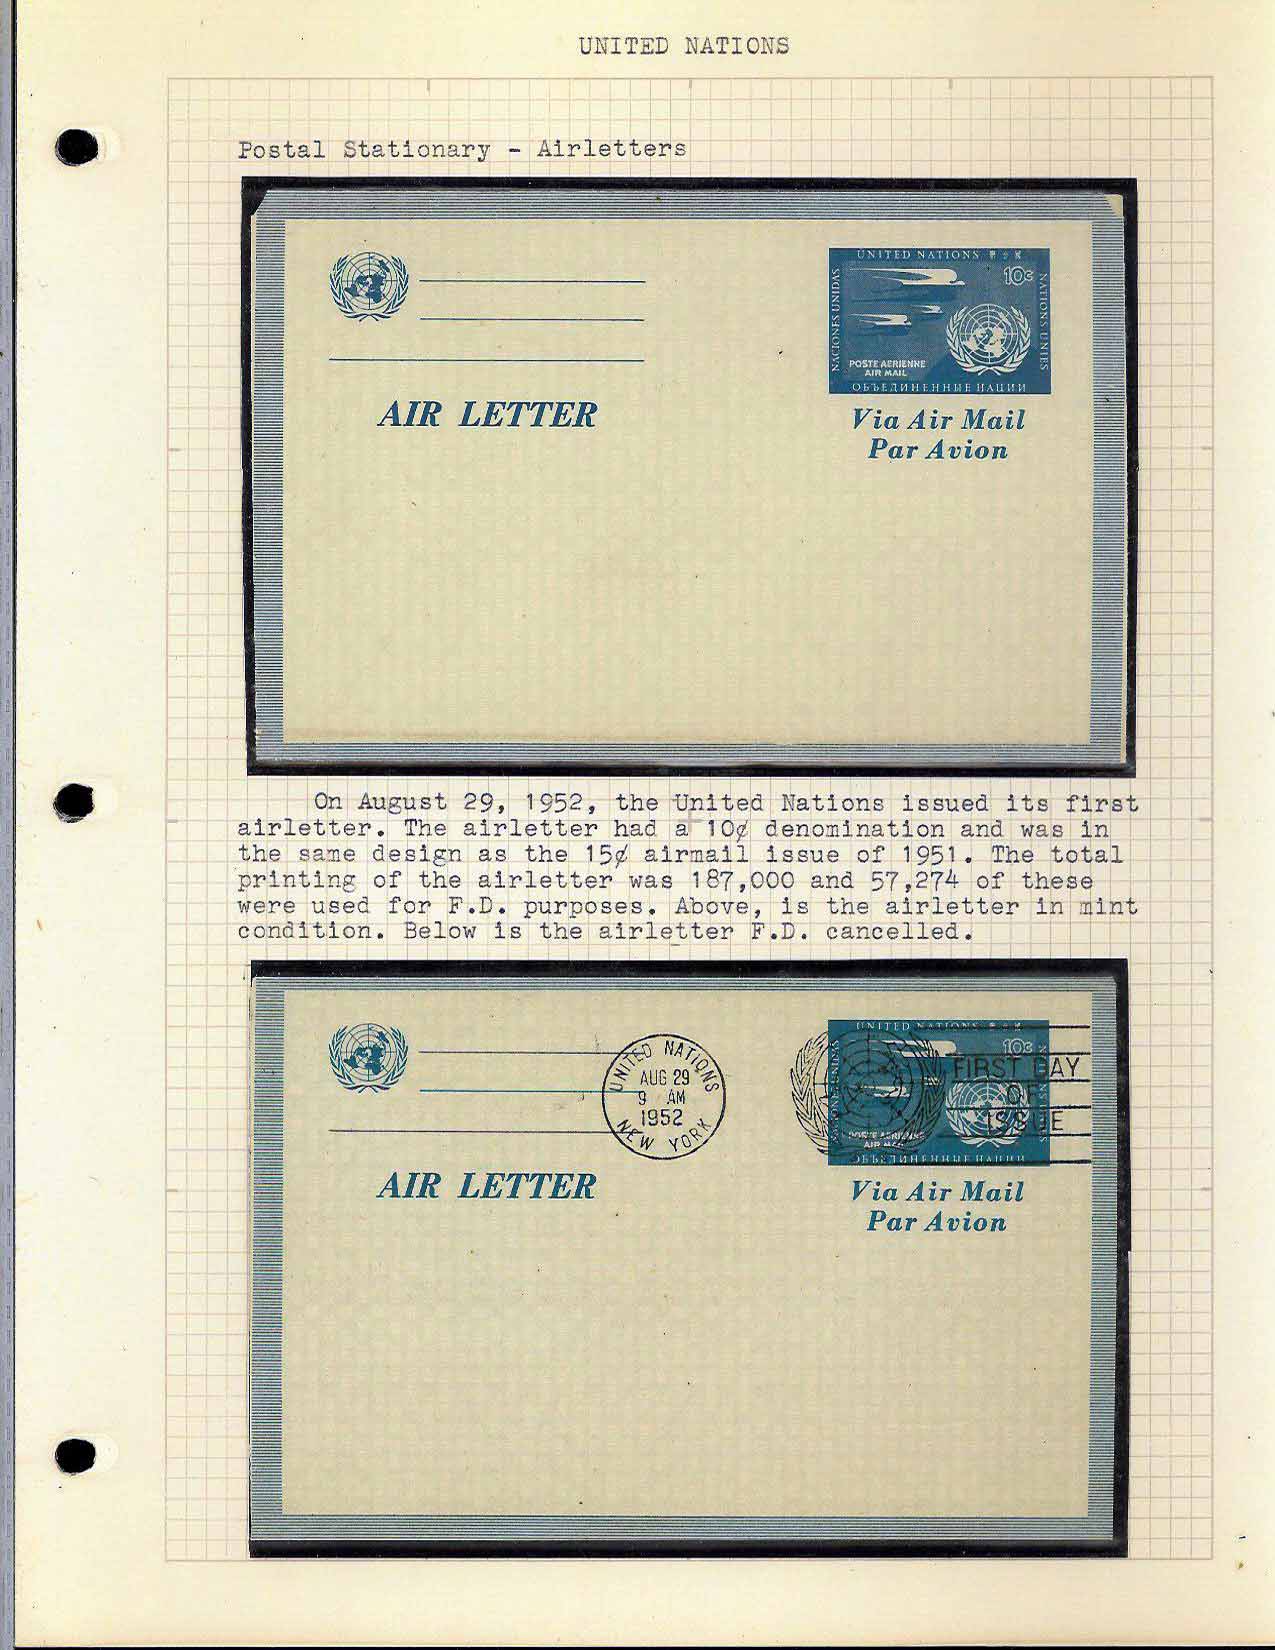 UNITED NATIONS
Postal Stationary - Airletters
UNITED NATIONS
10c
NACIONES UNIDAS
NATIONS UNIES
POSTE AERIENNE
AIR MAIL
ОБЪЕДИНЕННЫЕ НАЦИИ
AIR LETTER
Via Air Mail
Par Avion
On August 29, 1952, the United Nations issued its first
airletter. The airletter had a 10¢ denomination and was in
the same design as the 15¢ airmail issue of 1951. The total
printing of the airletter was 187,000 and 57,274 of these
were used for F.D. purposes. Above, is the airletter in mint
condition. Below is the airletter F.D. cancelled.
UNITED NATIONS
AUG 29
9 AM
1952
NEW YORK
UNITED NATIONS
10c
FIRST DAY
OF
ISSUE
POSTE AERIENNE
AIR MAIL
ОБЪЕДИНЕННЫЕ НАЦИИ
AIR LETTER
Via Air Mail
Par Avion